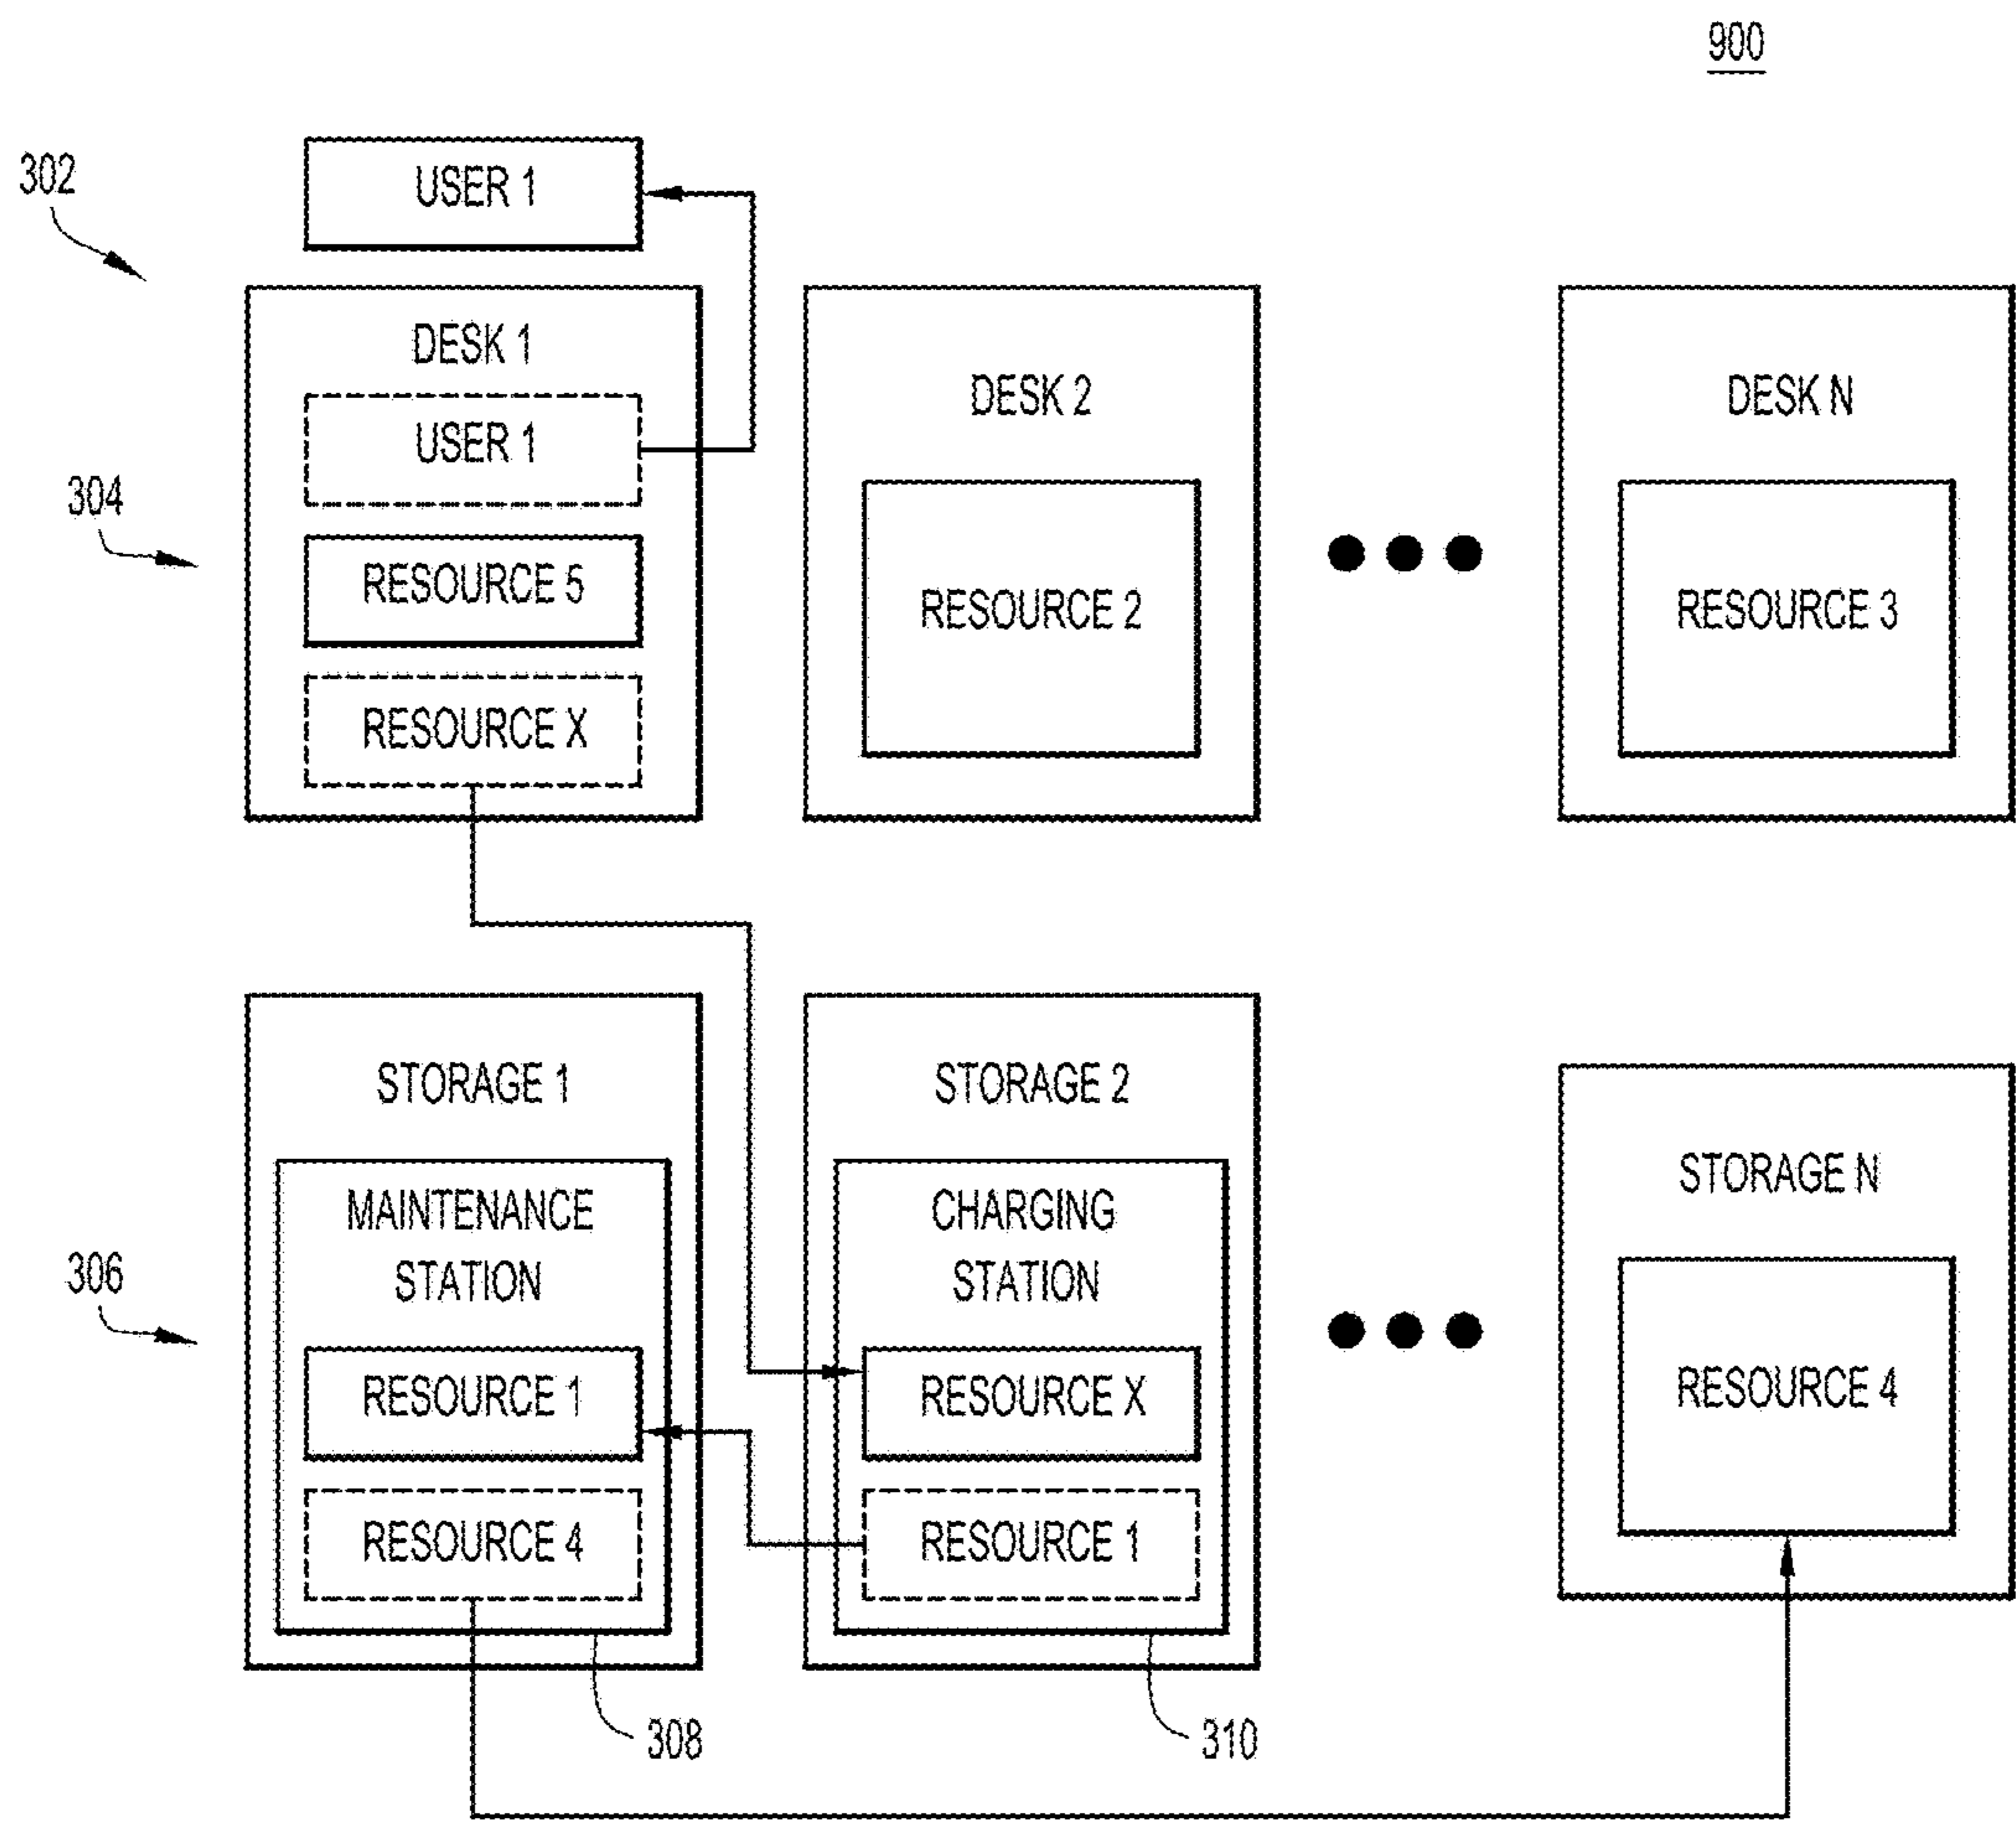 900
302
USER 1
DESK 1
USER 1
RESOURCE 5
RESOURCE X
304
DESK 2
RESOURCE 2
DESK N
RESOURCE 3
306
STORAGE 1
MAINTENANCE
STATION
RESOURCE 1
RESOURCE 4
308
STORAGE 2
CHARGING
STATION
RESOURCE X
RESOURCE 1
310
STORAGE N
RESOURCE 4